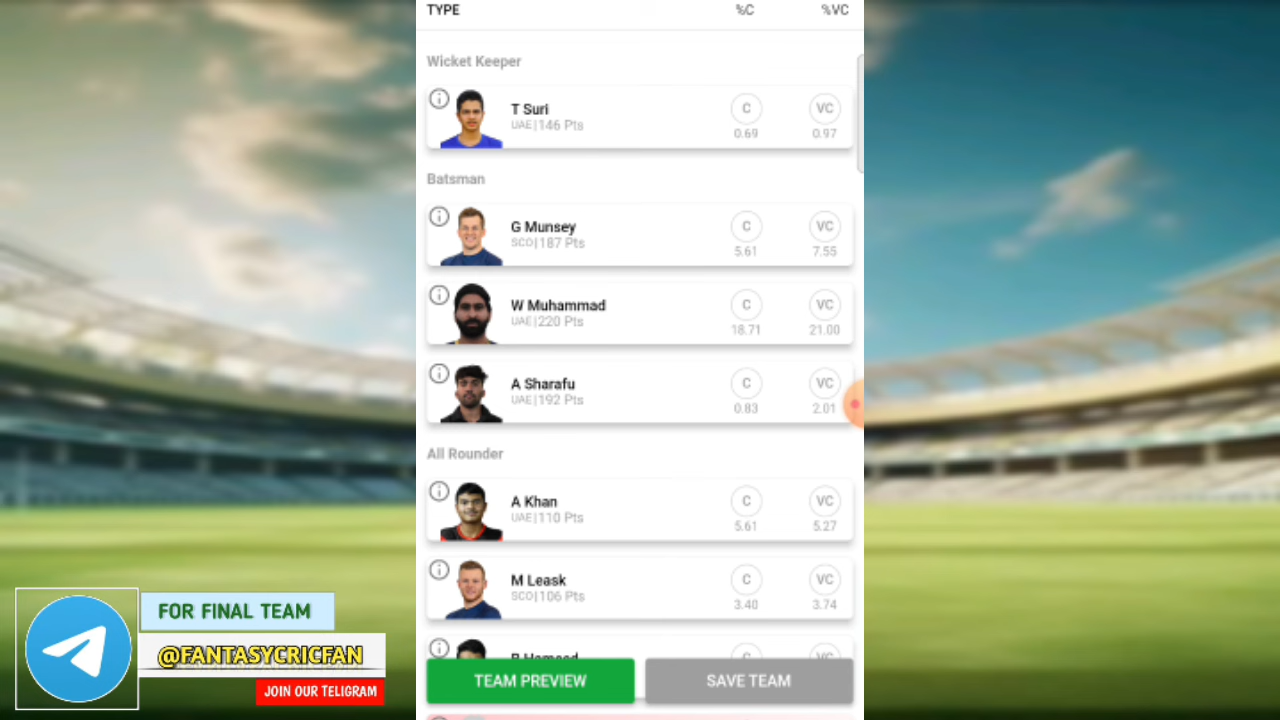 TYPE %C %VC
Wicket Keeper
T Suri C VC
UAE|146 Pts 0.69 0.97
Batsman
G Munsey C VC
SCO|187 Pts 5.61 7.55
W Muhammad C VC
UAE|220 Pts 18.71 21.00
A Sharafu C VC
UAE|192 Pts 0.83 2.01
All Rounder
A Khan C VC
UAE|110 Pts 5.61 5.27
M Leask C VC
SCO|106 Pts 3.40 3.74
C VC
TEAM PREVIEW SAVE TEAM
FOR FINAL TEAM
@FANTASYCRICFAN
JOIN OUR TELIGRAM